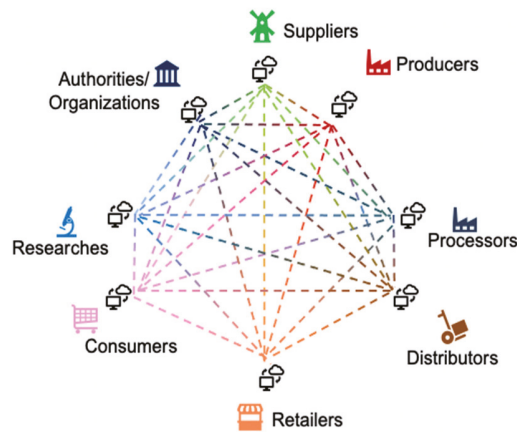 Suppliers
Authorities/
Organizations
Producers
Researches
Processors
Consumers
Distributors
Retailers